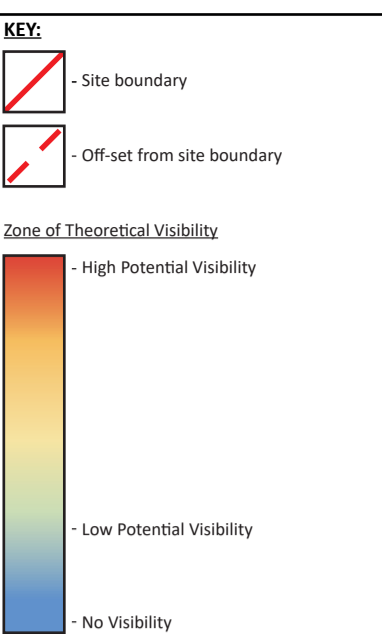 KEY:
- Site boundary
- Off-set from site boundary
Zone of Theoretical Visibility
- High Potential Visibility
- Low Potential Visibility
- No Visibility